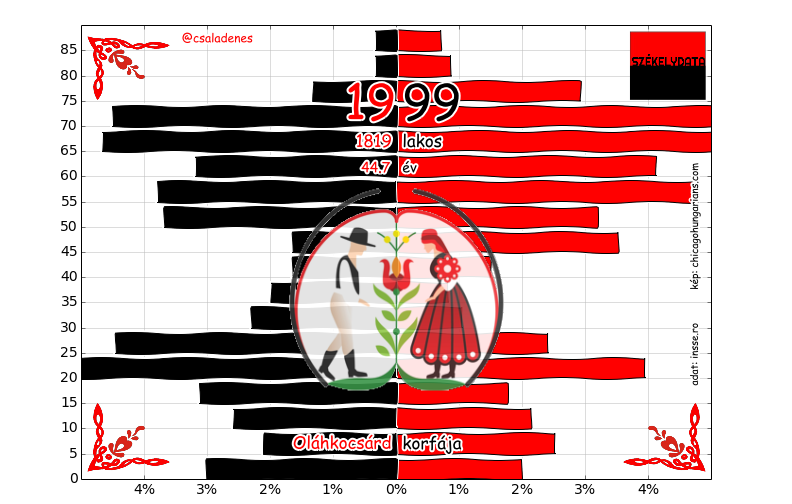 @csaladenes
SZÉKELYDATA
1999
1819 lakos
44.7 év
kép: chicagohungarians.com
adat: insse.ro
Oláhkocsárd korfája
85
80
75
70
65
60
55
50
45
40
35
30
25
20
15
10
5
0
4% 3% 2% 1% 0% 1% 2% 3% 4%